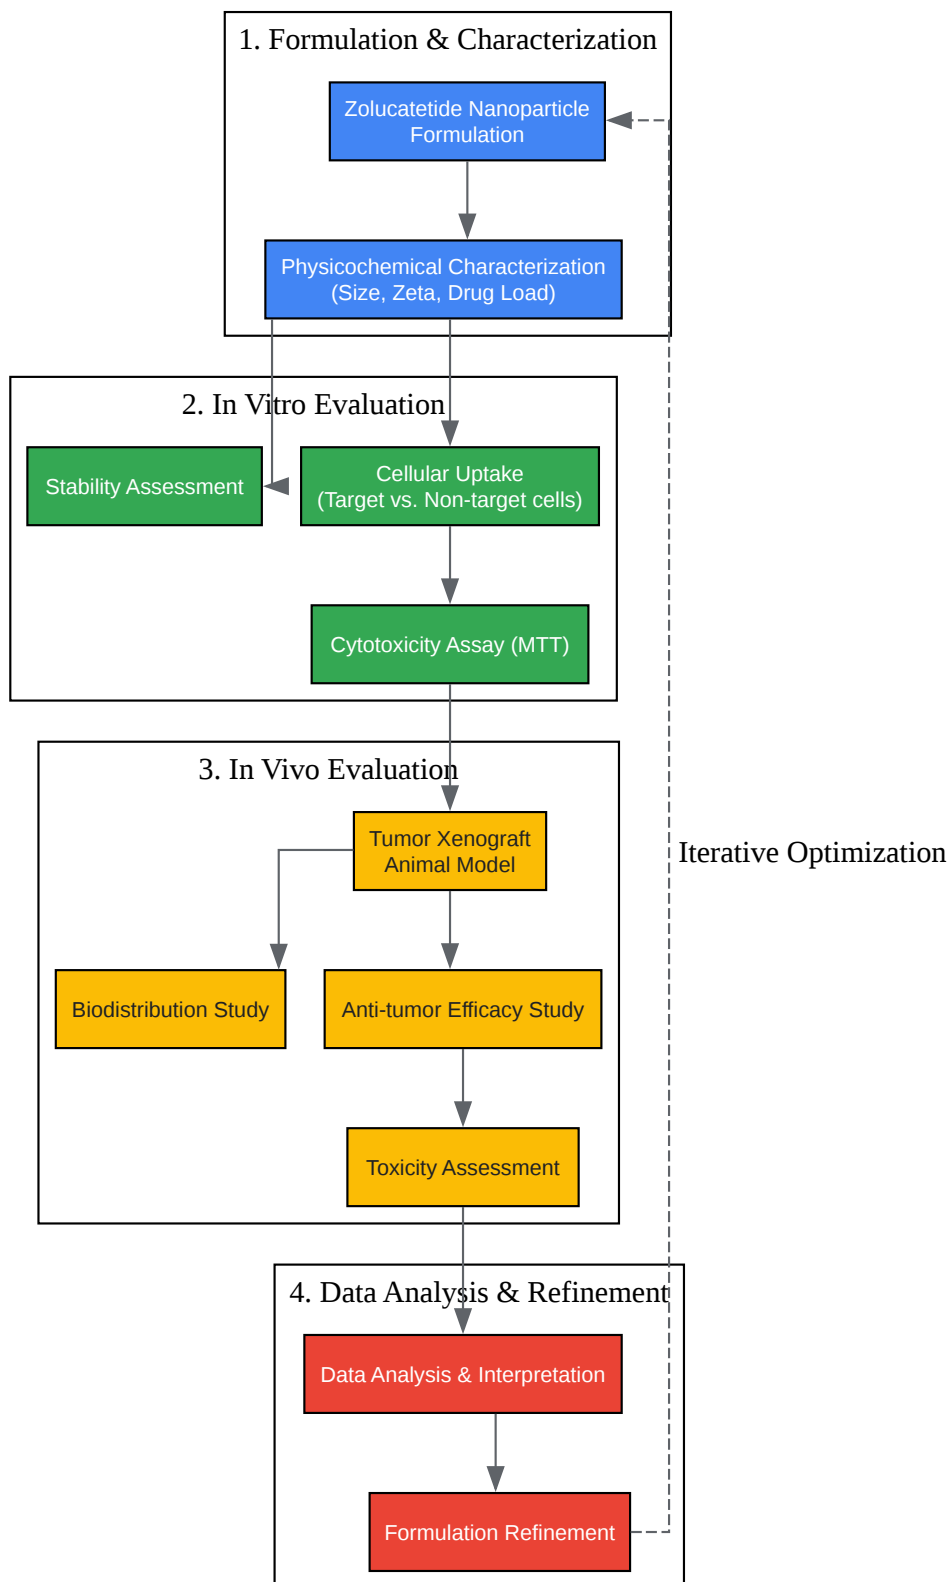 1. Formulation & Characterization
Zolucatetide Nanoparticle
Formulation
Physicochemical Characterization
(Size, Zeta, Drug Load)
2. In Vitro Evaluation
Stability Assessment
Cellular Uptake
(Target vs. Non-target cells)
Cytotoxicity Assay (MTT)
3. In Vivo Evaluation
Tumor Xenograft
Animal Model
Iterative Optimization
Biodistribution Study
Anti-tumor Efficacy Study
Toxicity Assessment
4. Data Analysis & Refinement
Data Analysis & Interpretation
Formulation Refinement